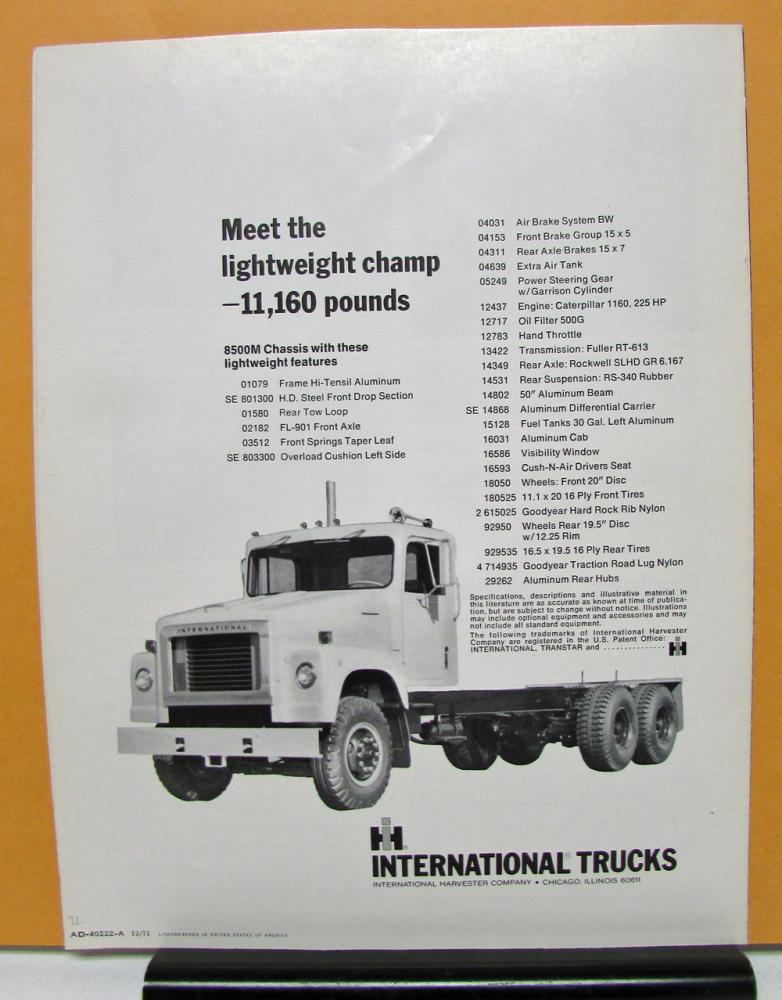 Meet the
lightweight champ
–11,160 pounds
8500M Chassis with these
lightweight features
01079 Frame Hi-Tensil Aluminum
SE 801300 H.D. Steel Front Drop Section
01580 Rear Tow Loop
02182 FL-901 Front Axle
03512 Front Springs Taper Leaf
SE 803300 Overload Cushion Left Side
04031 Air Brake System BW
04153 Front Brake Group 15 x 5
04311 Rear Axle Brakes 15 x 7
04639 Extra Air Tank
05249 Power Steering Gear
w/Garrison Cylinder
12437 Engine: Caterpillar 1160, 225 HP
12717 Oil Filter 500G
12783 Hand Throttle
13422 Transmission: Fuller RT-613
14349 Rear Axle: Rockwell SLHD GR 6.167
14531 Rear Suspension: RS-340 Rubber
14802 50" Aluminum Beam
SE 14868 Aluminum Differential Carrier
15128 Fuel Tanks 30 Gal. Left Aluminum
16031 Aluminum Cab
16586 Visibility Window
16593 Cush-N-Air Drivers Seat
18050 Wheels: Front 20" Disc
180525 11.1 x 20 16 Ply Front Tires
2 615025 Goodyear Hard Rock Rib Nylon
92950 Wheels Rear 19.5" Disc
w/12.25 Rim
929535 16.5 x 19.5 16 Ply Rear Tires
4 714935 Goodyear Traction Road Lug Nylon
29262 Aluminum Rear Hubs
Specifications, descriptions and illustrative material in
this literature are as accurate as known at time of publica-
tion, but are subject to change without notice. Illustrations
may include optional equipment and accessories and may
not include all standard equipment.
The following trademarks of International Harvester
Company are registered in the U.S. Patent Office:
INTERNATIONAL, TRANSTAR and ...............
INTERNATIONAL
IH®
INTERNATIONAL® TRUCKS
INTERNATIONAL HARVESTER COMPANY • CHICAGO, ILLINOIS 60611
72
AD-40222-A 12/71 LITHOGRAPHED IN UNITED STATES OF AMERICA